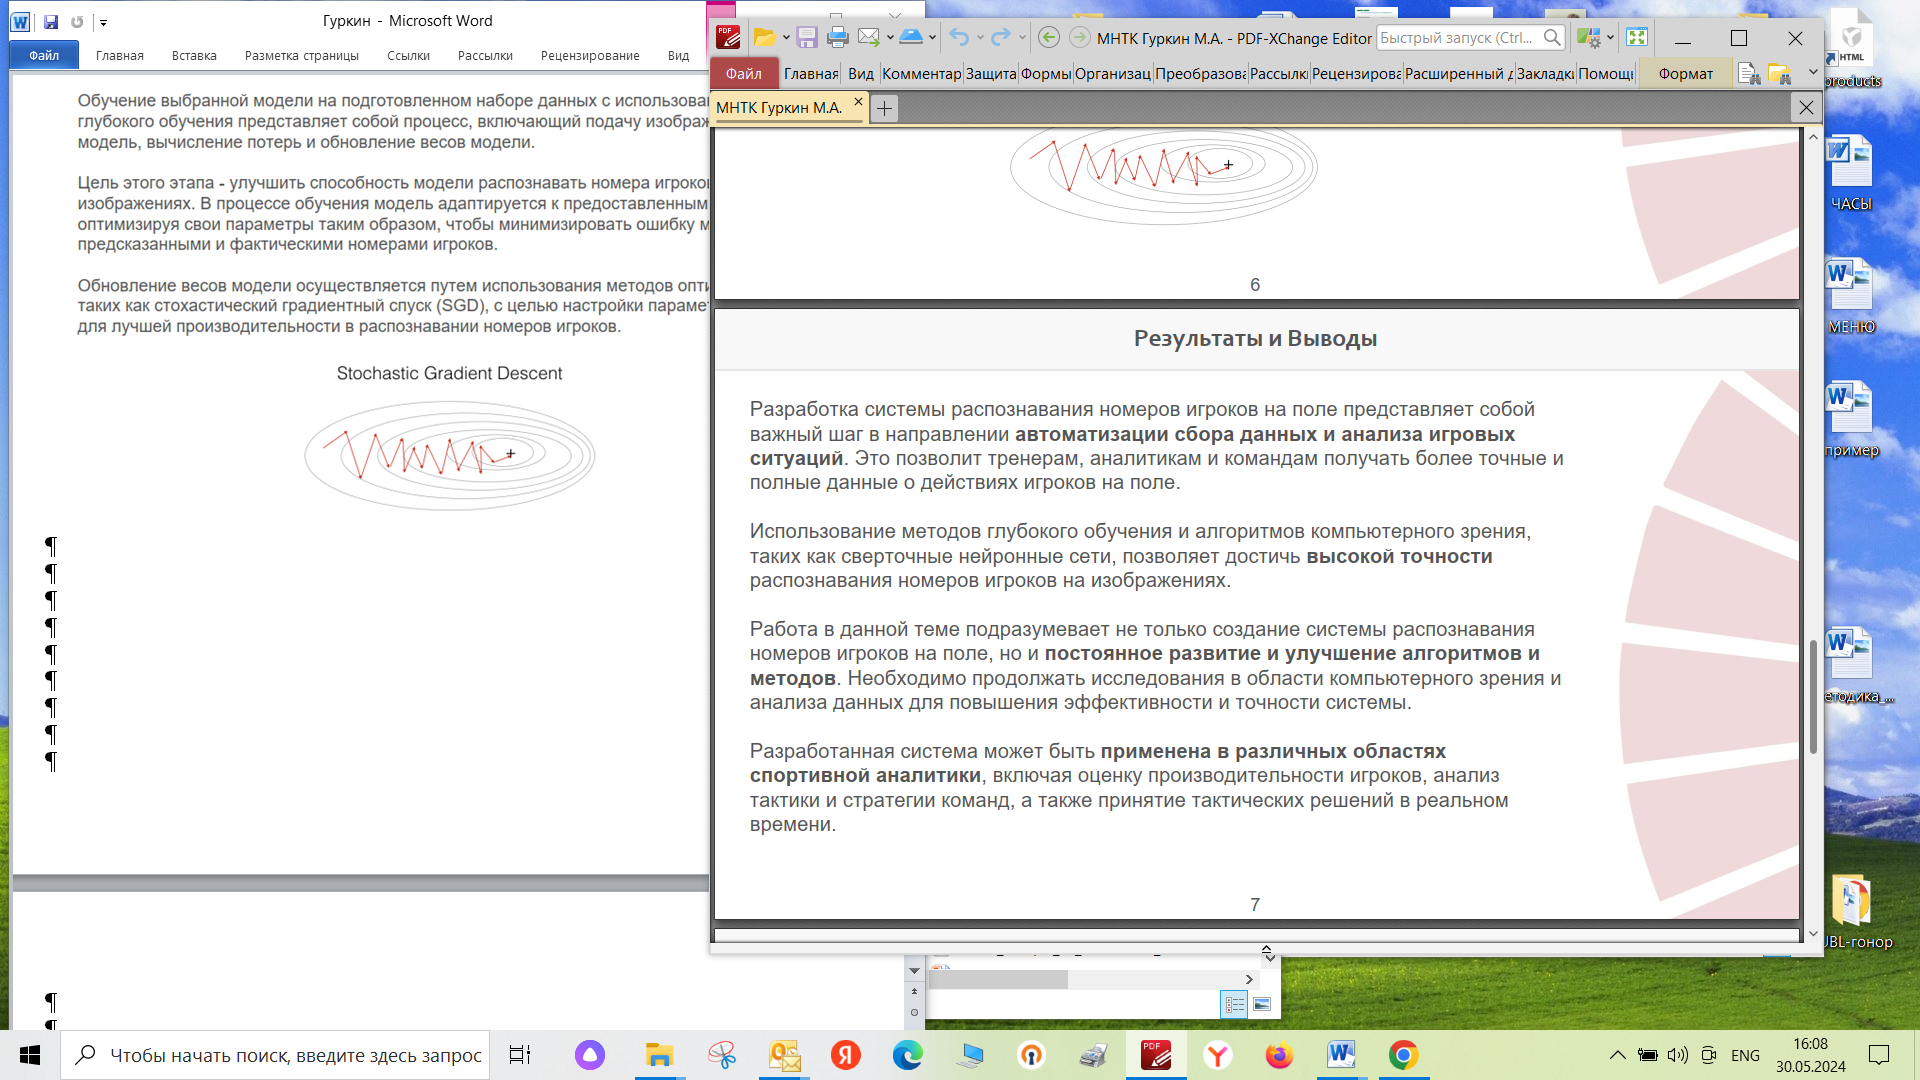 Гуркин - Microsoft Word
Файл
Главная
Вставка
Разметка страницы
Ссылки
Рассылки
Рецензирование
Вид
Обучение выбранной модели на подготовленном наборе данных с
глубокого обучения представляет собой процесс, включающий подачу
модель, вычисление потерь и обновление весов модели.
Цель этого этапа - улучшить способность модели распознавать номера
изображениях. В процессе обучения модель адаптируется к предоставленным
оптимизируя свои параметры таким образом, чтобы минимизировать ошибку
предсказанными и фактическими номерами игроков.
Обновление весов модели осуществляется путем использования методов
таких как стохастический градиентный спуск (SGD), с целью настройки
для лучшей производительности в распознавании номеров игроков.
Stochastic Gradient Descent
МНТК Гуркин М.А. - PDF-XChange Editor
Быстрый запуск (Ctrl...
Файл
Главная
Вид
Комментар
Защита
Формы
Организац
Преобразова
Рассылкі
Рецензирова
Расширенный д
Закладкі
Помощь
Формат
МНТК Гуркин М.А.
6
Результаты и Выводы
Разработка системы распознавания номеров игроков на поле представляет собой
важный шаг в направлении автоматизации сбора данных и анализа игровых
ситуаций. Это позволит тренерам, аналитикам и командам получать более точные и
полные данные о действиях игроков на поле.
Использование методов глубокого обучения и алгоритмов компьютерного зрения,
таких как сверточные нейронные сети, позволяет достичь высокой точности
распознавания номеров игроков на изображениях.
Работа в данной теме подразумевает не только создание системы распознавания
номеров игроков на поле, но и постоянное развитие и улучшение алгоритмов и
методов. Необходимо продолжать исследования в области компьютерного зрения и
анализа данных для повышения эффективности и точности системы.
Разработанная система может быть применена в различных областях
спортивной аналитики, включая оценку производительности игроков, анализ
тактики и стратегии команд, а также принятие тактических решений в реальном
времени.
7
HTML
products
ЧАСЫ
МЕНЮ
пример
етодика_...
JBL-гонор
Чтобы начать поиск, введите здесь запрос
ENG
16:08
30.05.2024